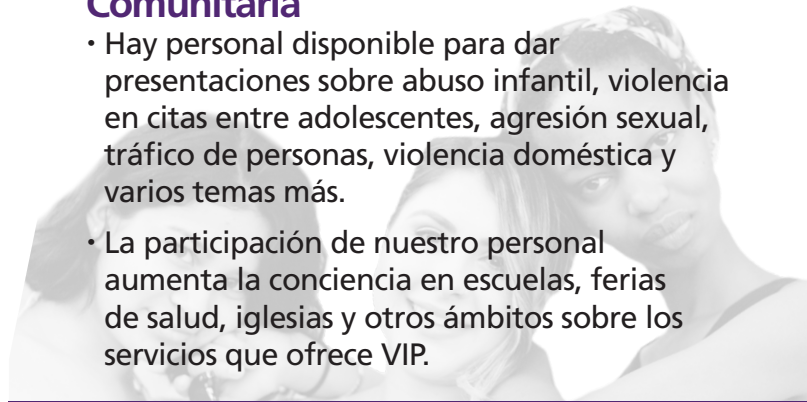 Comunitaria
· Hay personal disponible para dar
presentaciones sobre abuso infantil, violencia
en citas entre adolescentes, agresión sexual,
tráfico de personas, violencia doméstica y
varios temas más.
· La participación de nuestro personal
aumenta la conciencia en escuelas, ferias
de salud, iglesias y otros ámbitos sobre los
servicios que ofrece VIP.